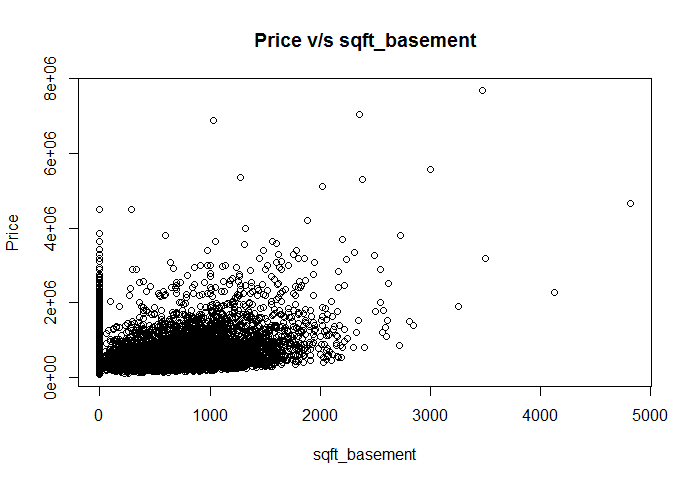 Price v/s sqft_basement
Price
8e+06
6e+06
4e+06
2e+06
0e+00
0 1000 2000 3000 4000 5000
sqft_basement